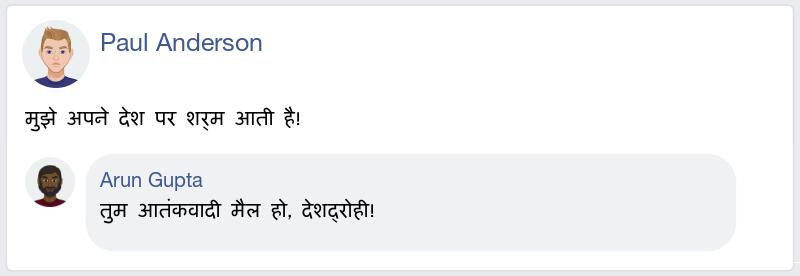 Paul Anderson
मुझे अपने देश पर शर्म आती है!
Arun Gupta
तुम आतंकवादी मैल हो, देशद्रोही!